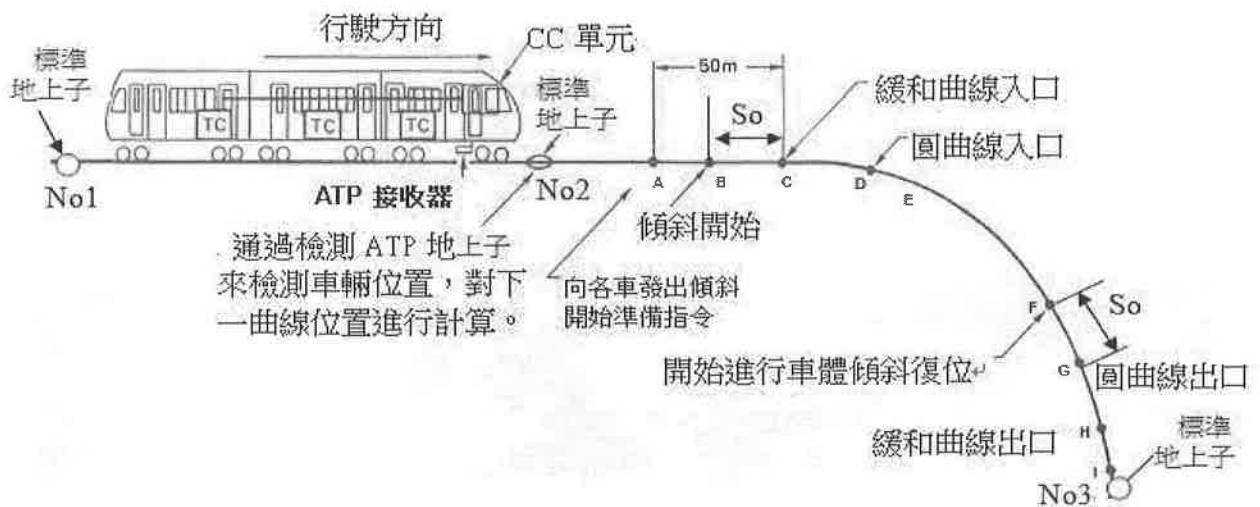 行駛方向
CC 單元
標準
地上子
標準
地上子
50m
So
緩和曲線入口
圓曲線入口
TC
TC
TC
No1
ATP 接收器
No2
A
B
C
D
E
傾斜開始
通過檢測 ATP 地上子
來檢測車輛位置,對下
一曲線位置進行計算。
向各車發出傾斜
開始準備指令
F
So
開始進行車體傾斜復位↵
G
圓曲線出口
緩和曲線出口
H
標準
地上子
I
No3